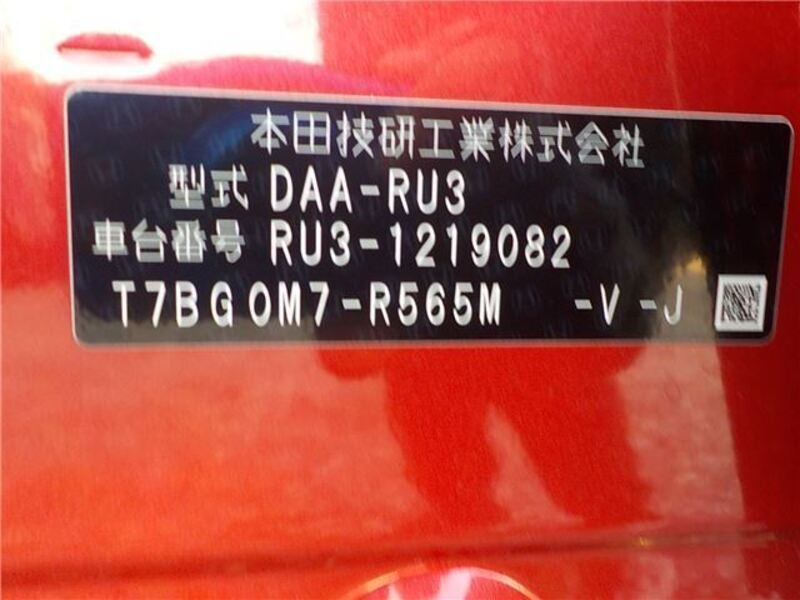 本田技研工業株式会社
型式 DAA-RU3
車台番号 RU3-1219082
T7BG0M7-R565M -V-J